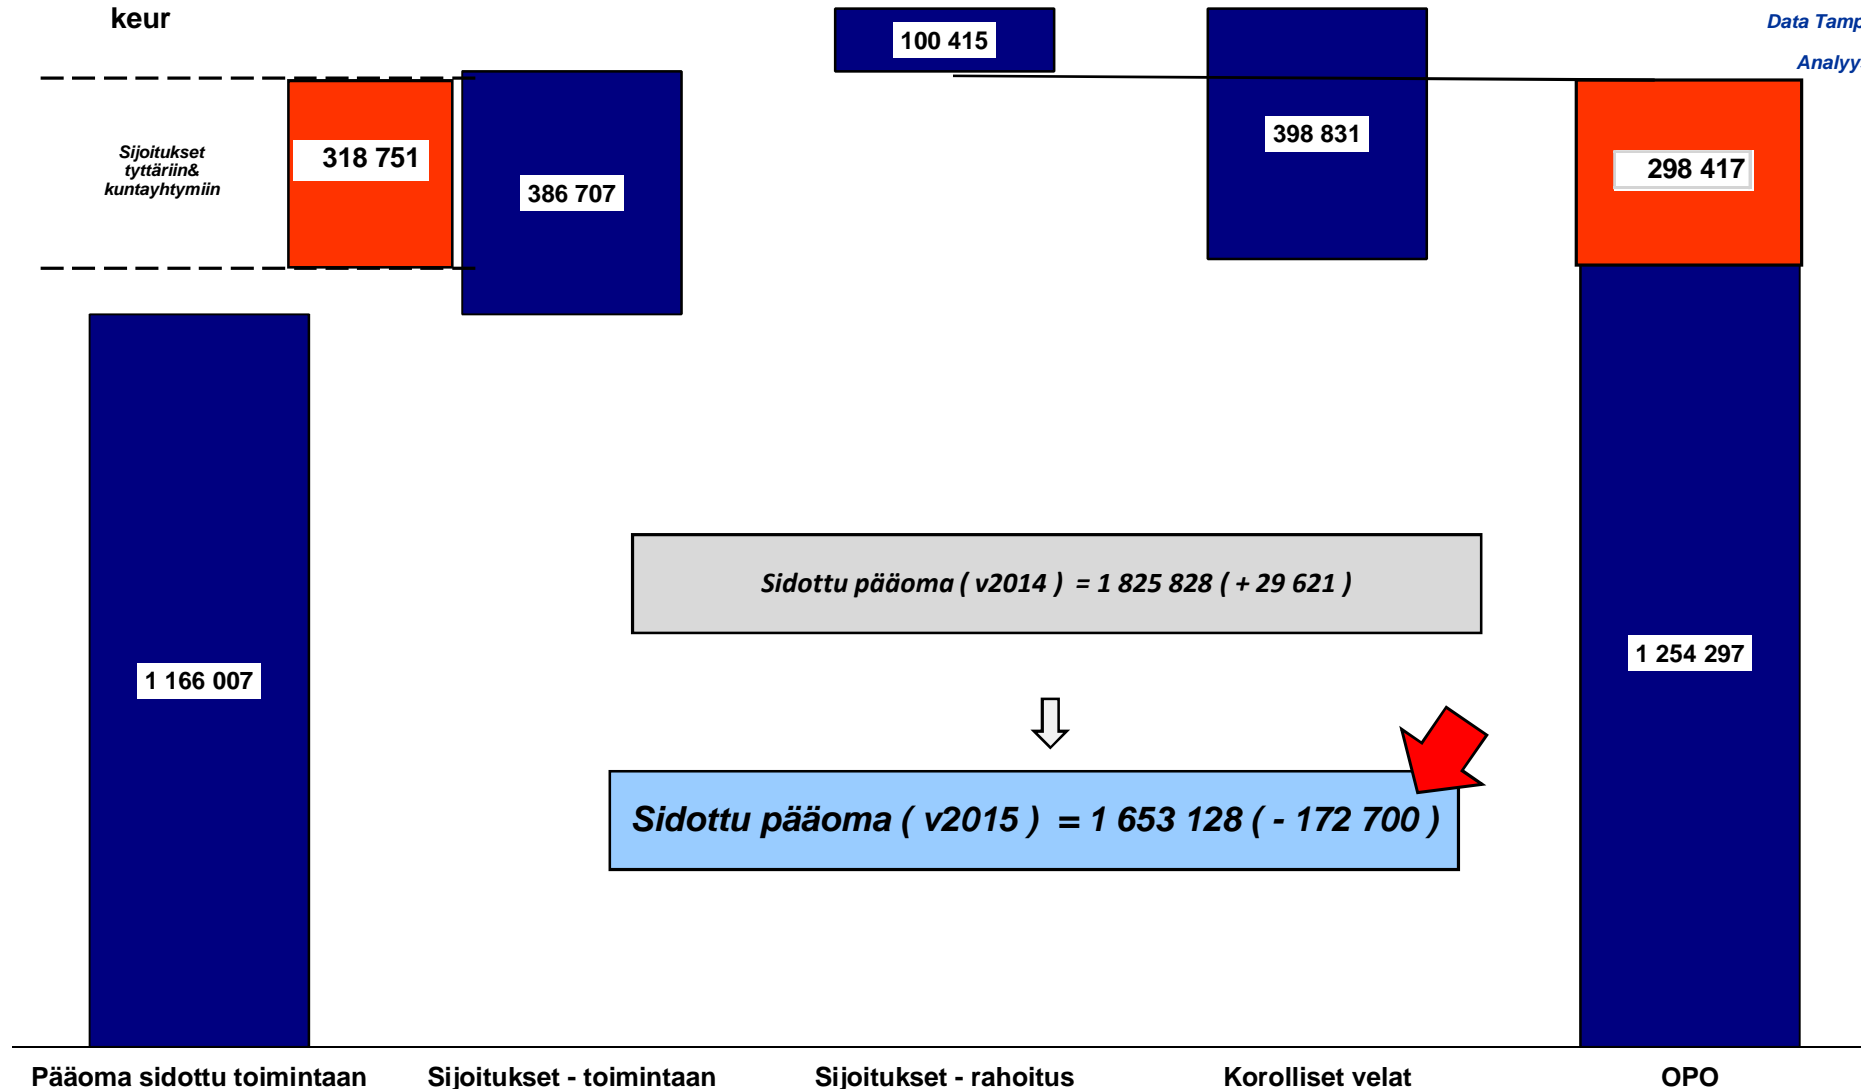 keur
Data Tamp
Analyy
100 415
398 831
318 751
386 707
298 417
Sijoitukset
tyttäriin&
kuntayhtymiin
Sidottu pääoma ( v2014 ) = 1 825 828 ( + 29 621 )
1 166 007
1 254 297
Sidottu pääoma ( v2015 ) = 1 653 128 ( - 172 700 )
Pääoma sidottu toimintaan
Sijoitukset - toimintaan
Sijoitukset - rahoitus
Korolliset velat
OPO